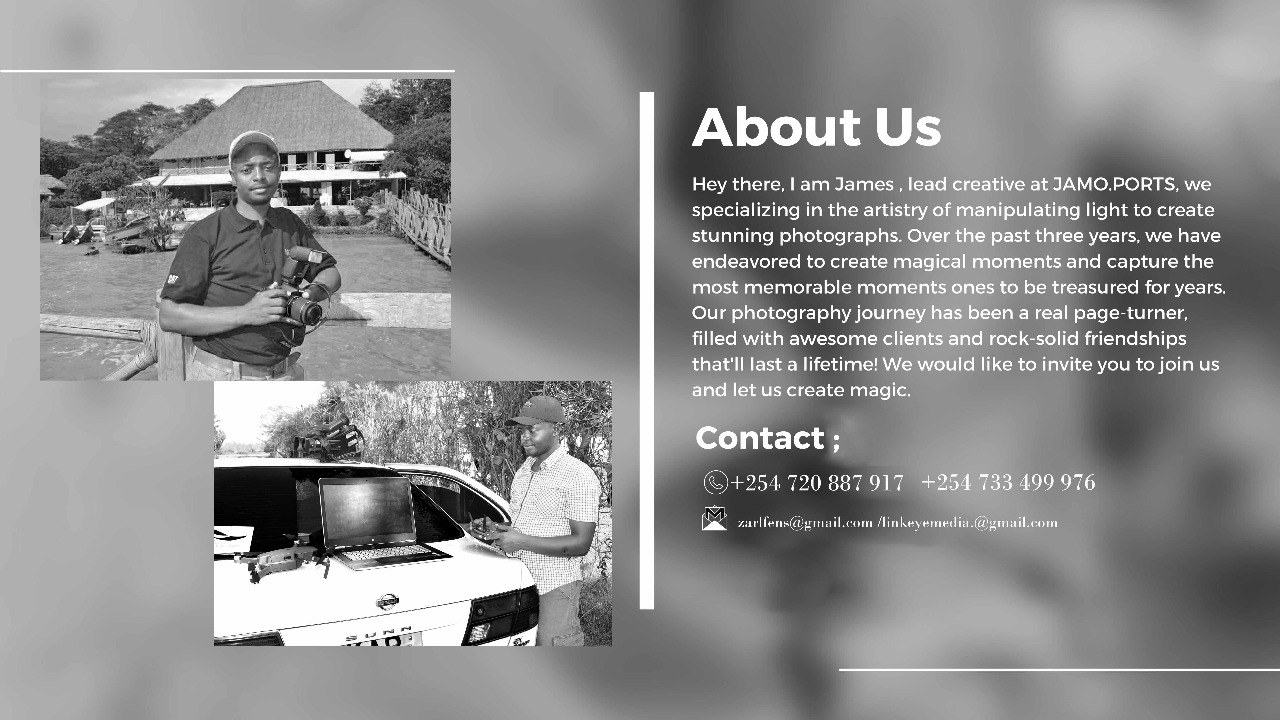 About Us
Hey there, I am James , lead creative at JAMO.PORTS, we
specializing in the artistry of manipulating light to create
stunning photographs. Over the past three years, we have
endeavored to create magical moments and capture the
most memorable moments ones to be treasured for years.
Our photography journey has been a real page-turner,
filled with awesome clients and rock-solid friendships
that'll last a lifetime! We would like to invite you to join us
and let us create magic.
Contact ;
+254 720 887 917 +254 733 499 976
zarlfens@gmail.com /linkeyemedia.@gmail.com
SUNN